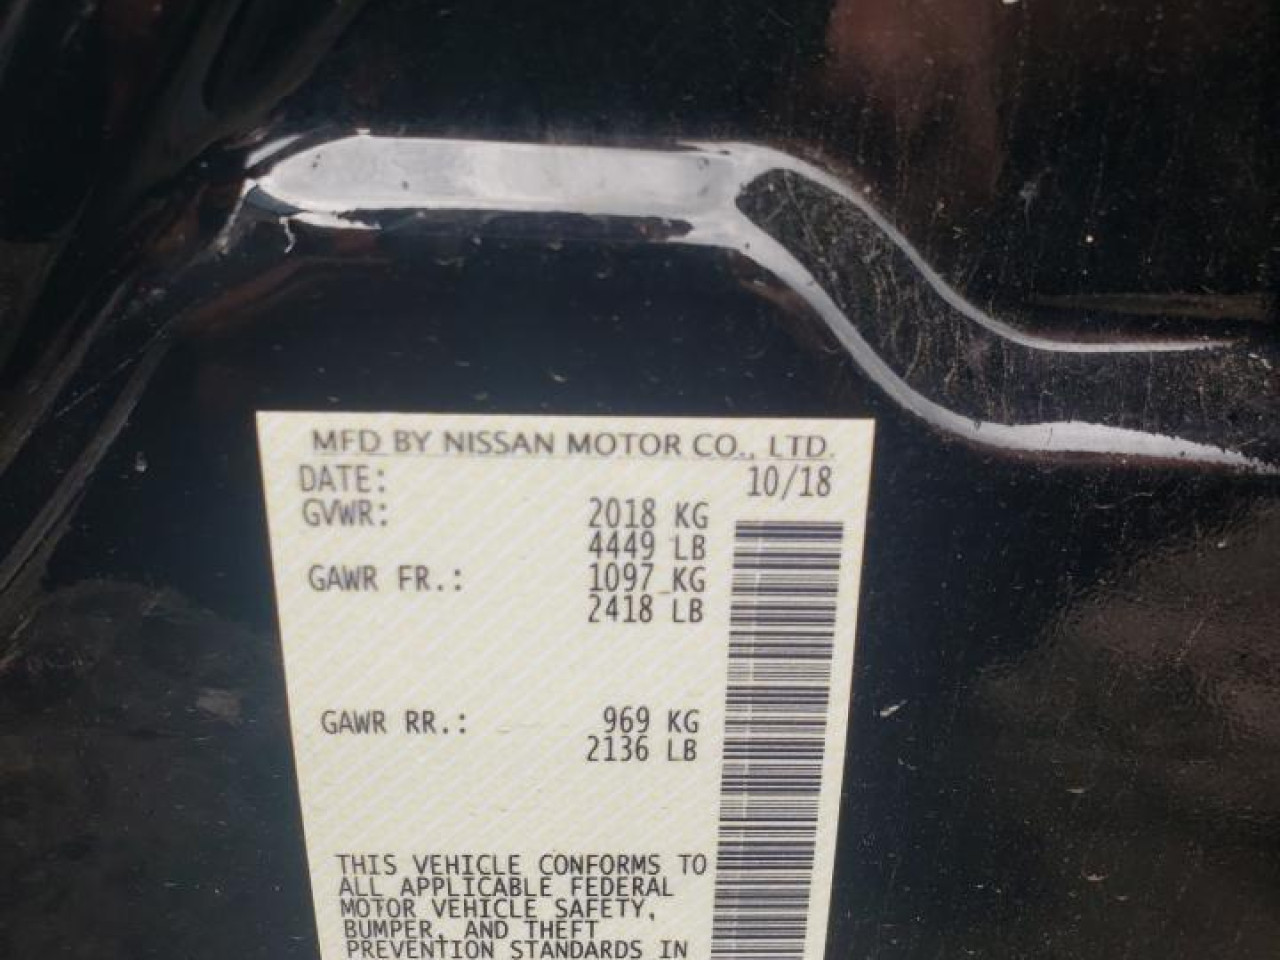 MFD BY NISSAN MOTOR CO., LTD.
DATE: 10/18
GVWR: 2018 KG
4449 LB
GAWR FR.: 1097 KG
2418 LB
GAWR RR.: 969 KG
2136 LB
THIS VEHICLE CONFORMS TO
ALL APPLICABLE FEDERAL
MOTOR VEHICLE SAFETY,
BUMPER, AND THEFT
PREVENTION STANDARDS IN